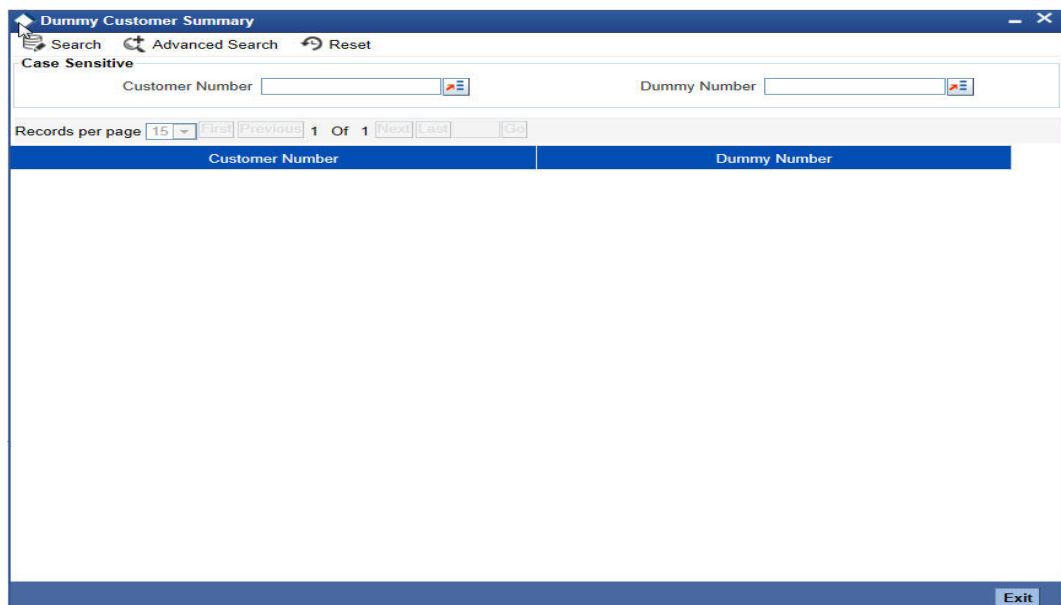 Dummy Customer Summary
Search Advanced Search Reset
Case Sensitive
Customer Number Dummy Number
Records per page 15 First Previous 1 Of 1 Next Last Go
Customer Number Dummy Number
Exit